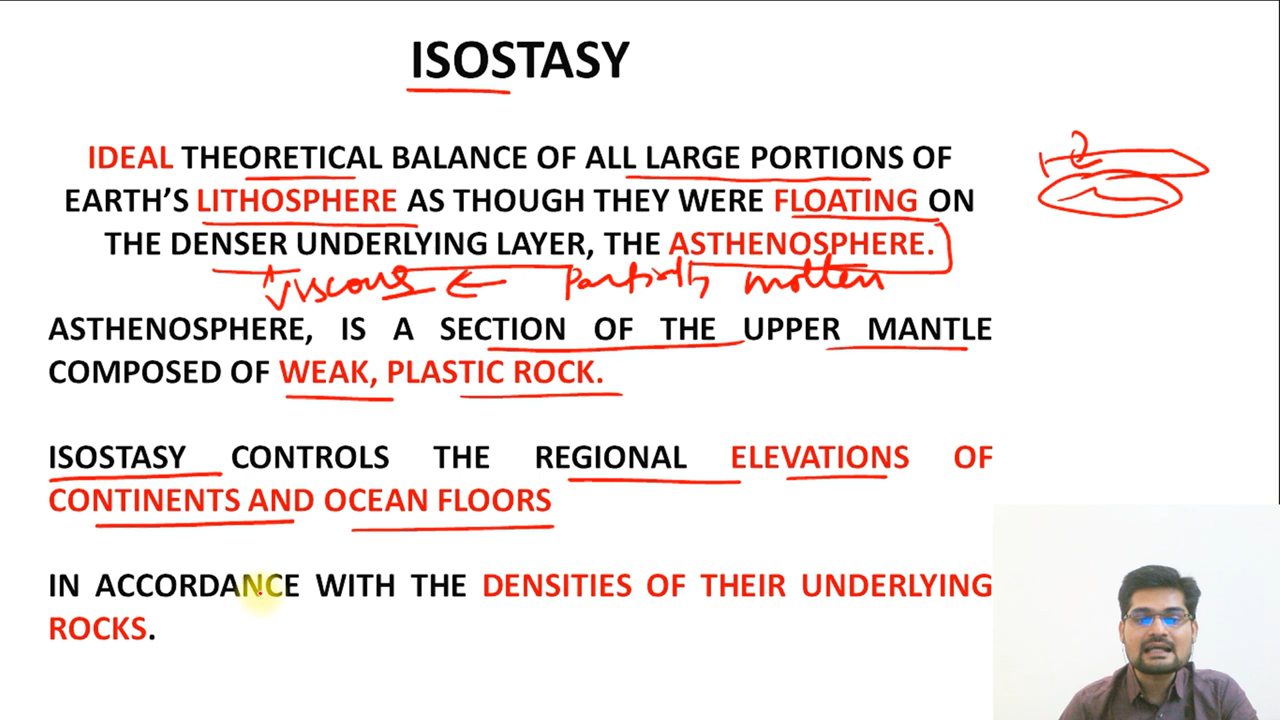 ISOSTASY
IDEAL THEORETICAL BALANCE OF ALL LARGE PORTIONS OF
EARTH'S LITHOSPHERE AS THOUGH THEY WERE FLOATING ON
THE DENSER UNDERLYING LAYER, THE ASTHENOSPHERE.
viscous ← Partially molten
ASTHENOSPHERE, IS A SECTION OF THE UPPER MANTLE
COMPOSED OF WEAK, PLASTIC ROCK.
ISOSTASY CONTROLS THE REGIONAL ELEVATIONS OF
CONTINENTS AND OCEAN FLOORS
IN ACCORDANCE WITH THE DENSITIES OF THEIR UNDERLYING
ROCKS.